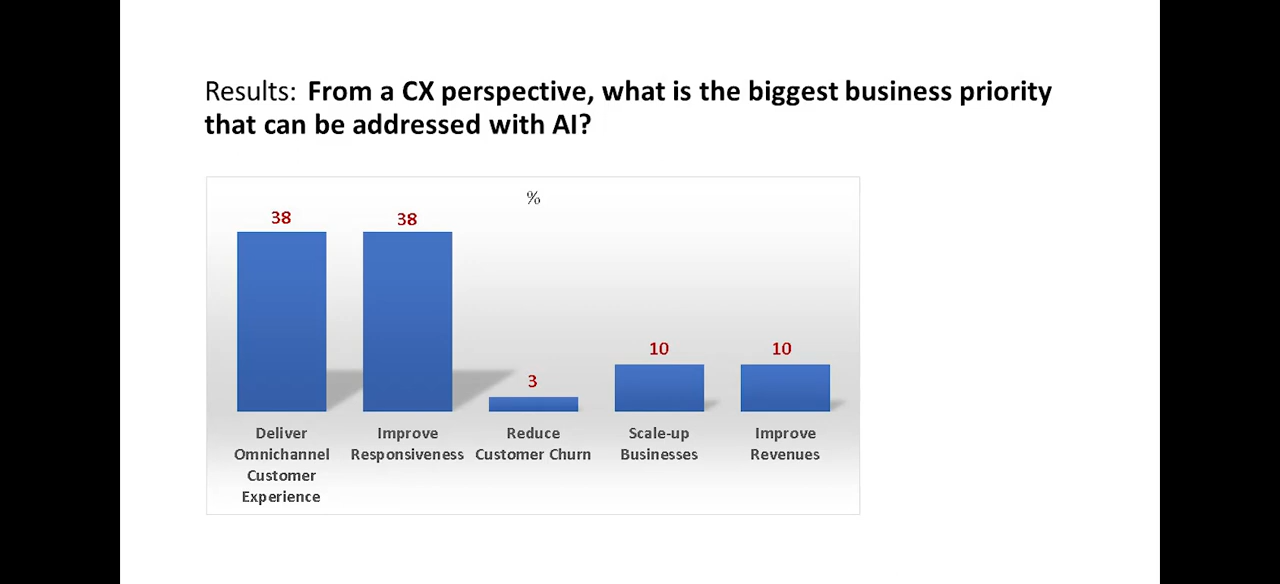 Results: From a CX perspective, what is the biggest business priority
that can be addressed with AI?
%
38
38
3
10
10
Deliver
Omnichannel
Customer
Experience
Improve
Responsiveness
Reduce
Customer Churn
Scale-up
Businesses
Improve
Revenues